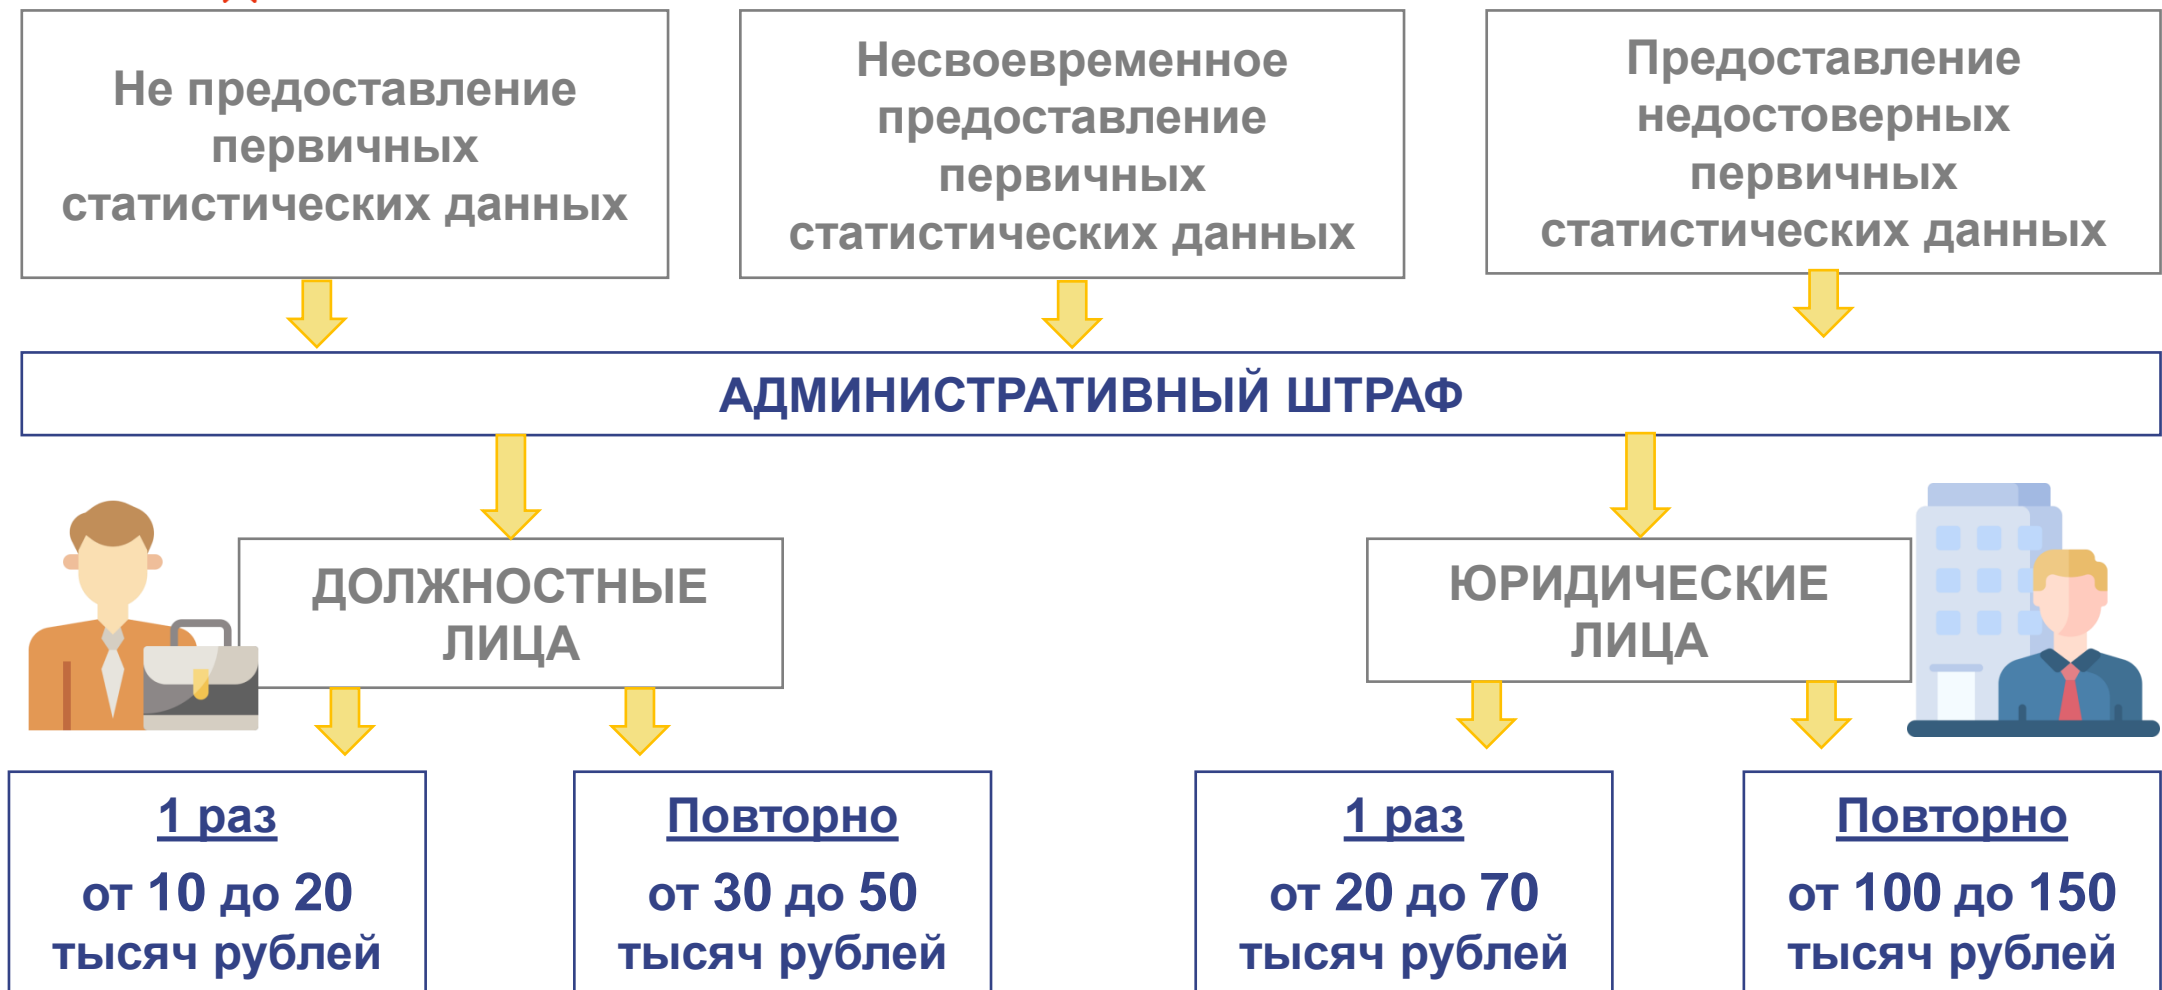 Не предоставление
первичных
статистических данных
Несвоевременное
предоставление
первичных
статистических данных
Предоставление
недостоверных
первичных
статистических данных
АДМИНИСТРАТИВНЫЙ ШТРАФ
ДОЛЖНОСТНЫЕ
ЛИЦА
ЮРИДИЧЕСКИЕ
ЛИЦА
1 раз
от 10 до 20
тысяч рублей
Повторно
от 30 до 50
тысяч рублей
1 раз
от 20 до 70
тысяч рублей
Повторно
от 100 до 150
тысяч рублей